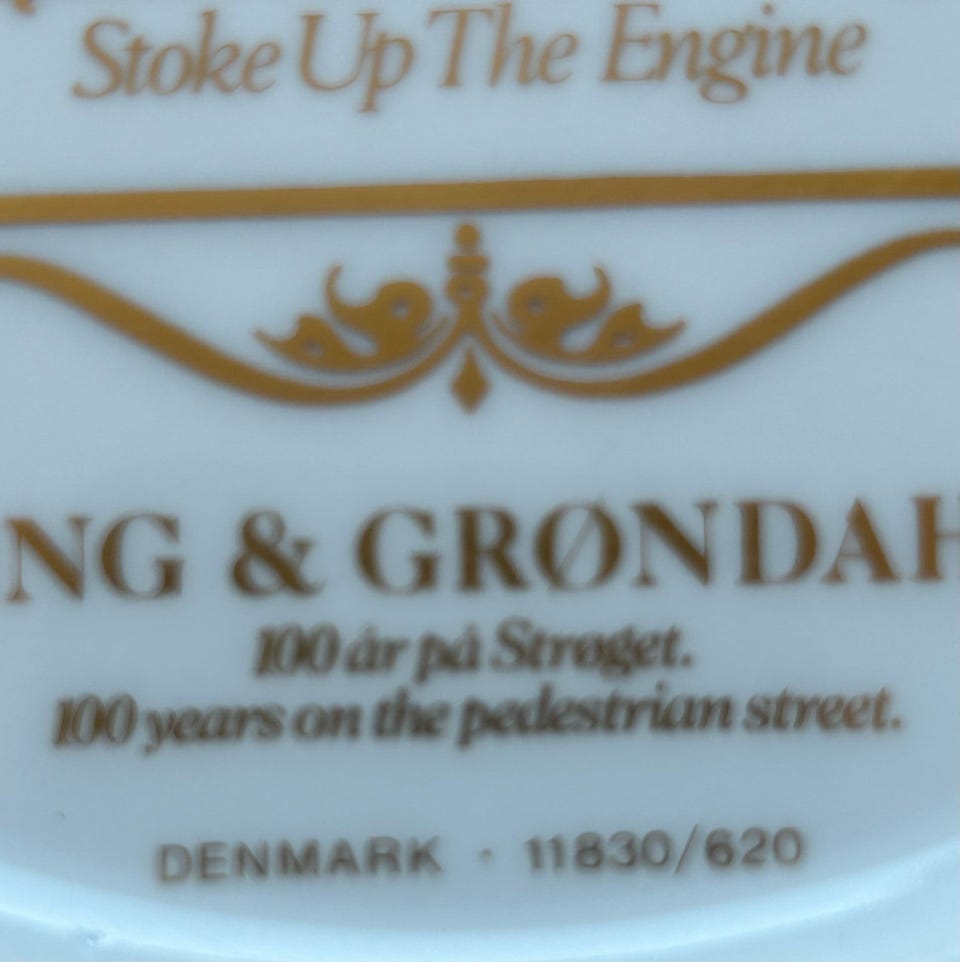 Stoke Up The Engine
NG & GRØNDAH
100 år på Strøget.
100 years on the pedestrian street.
DENMARK · 11830/620